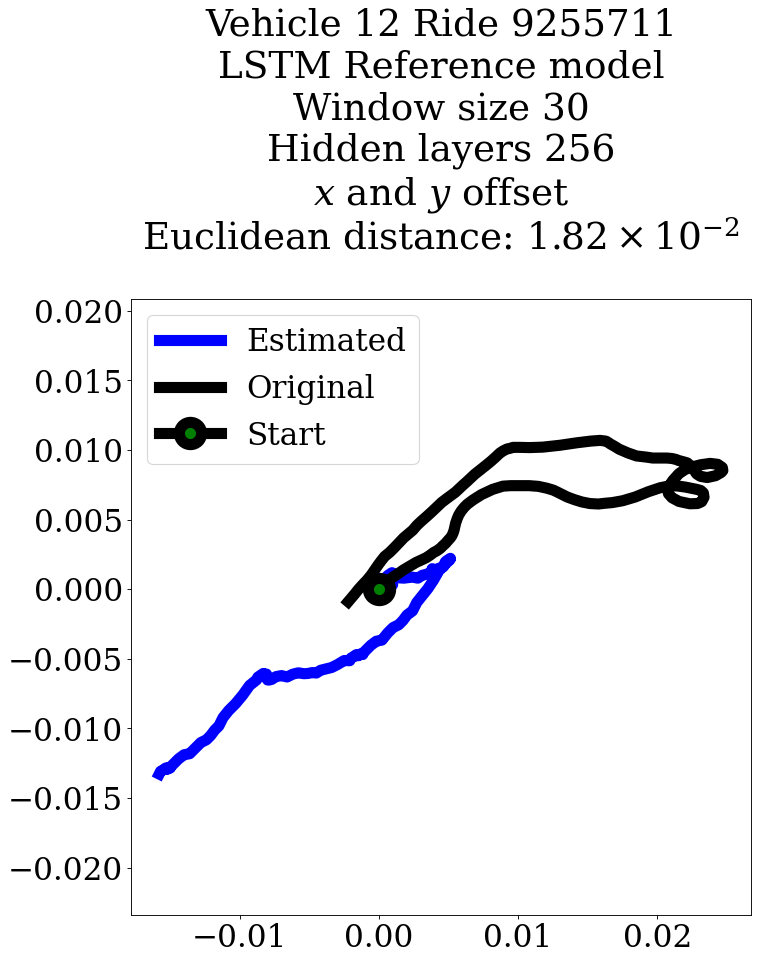 Vehicle 12 Ride 9255711
LSTM Reference model
Window size 30
Hidden layers 256
x and y offset
Euclidean distance: 1.82 × 10⁻²
0.020
0.015
0.010
0.005
0.000
−0.005
−0.010
−0.015
−0.020
Estimated
Original
Start
−0.01
0.00
0.01
0.02